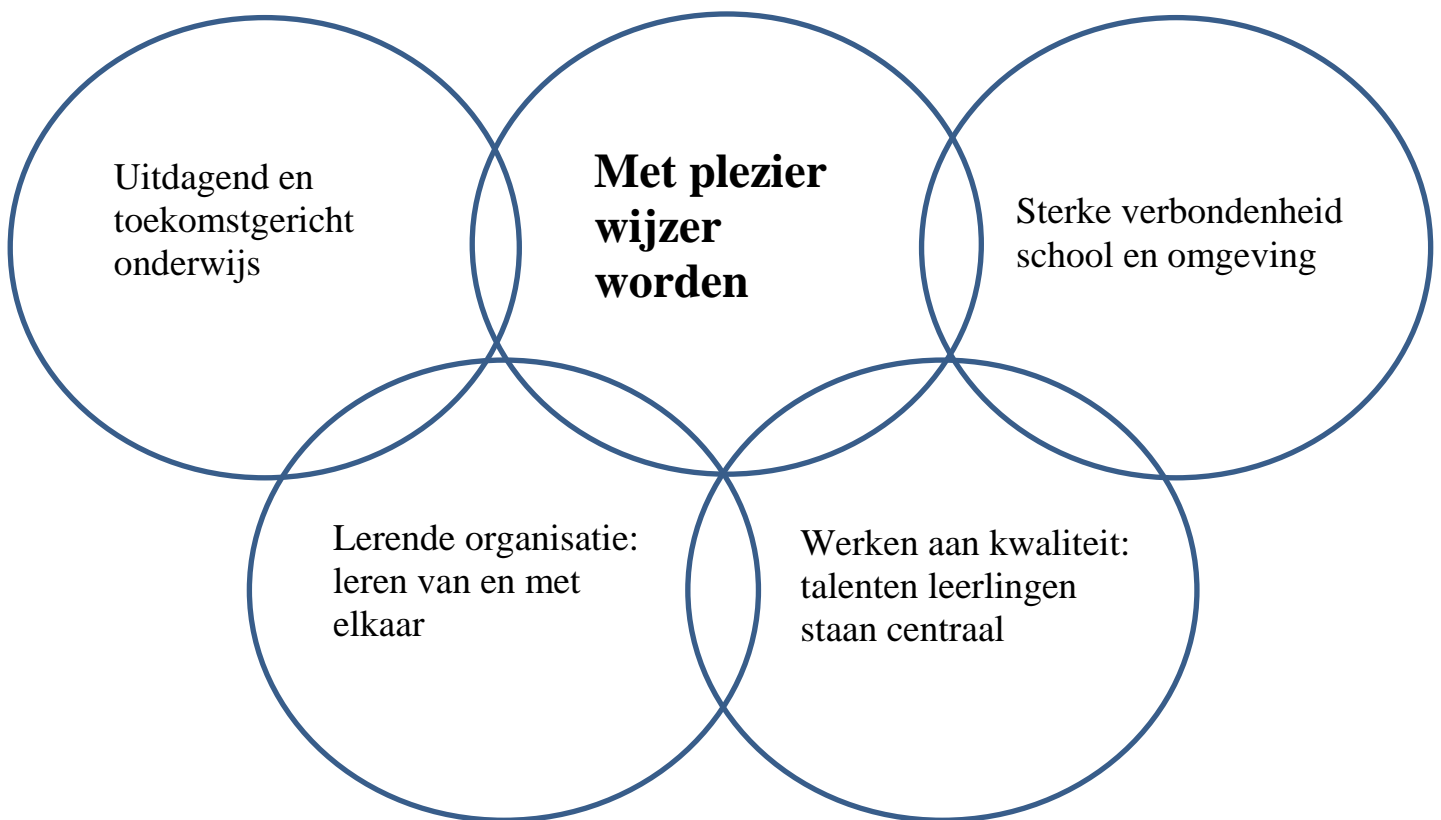 Uitdagend en
toekomstgericht
onderwijs
Met plezier
wijzer
worden
Sterke verbondenheid
school en omgeving
Lerende organisatie:
leren van en met
elkaar
Werken aan kwaliteit:
talenten leerlingen
staan centraal